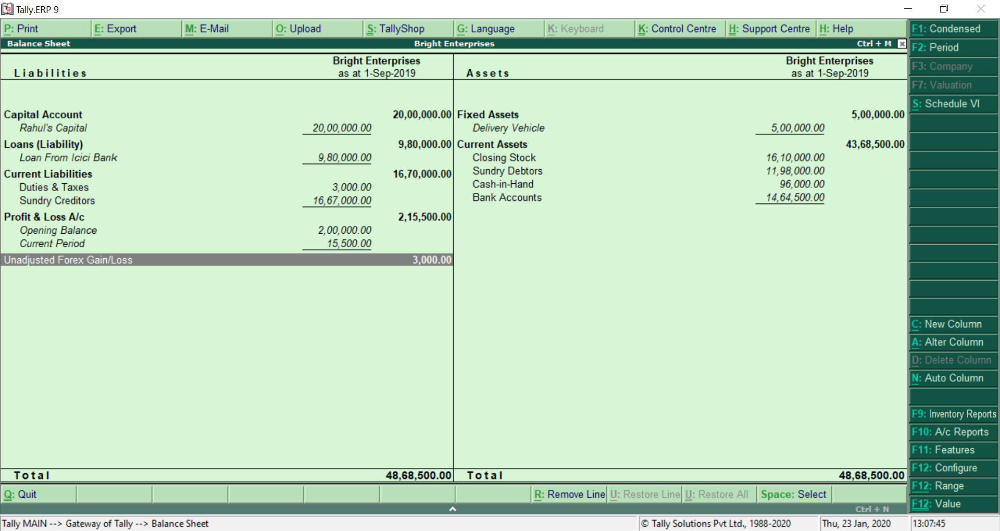 Tally.ERP 9
P: Print E: Export M: E-Mail O: Upload S: TallyShop G: Language K: Keyboard K: Control Centre H: Support Centre H: Help
Balance Sheet Bright Enterprises Ctrl + M
Liabilities Bright Enterprises as at 1-Sep-2019
Capital Account 20,00,000.00
Rahul's Capital 20,00,000.00
Loans (Liability) 9,80,000.00
Loan From Icici Bank 9,80,000.00
Current Liabilities 16,70,000.00
Duties & Taxes 3,000.00
Sundry Creditors 16,67,000.00
Profit & Loss A/c 2,15,500.00
Opening Balance 2,00,000.00
Current Period 15,500.00
Unadjusted Forex Gain/Loss 3,000.00
Total 48,68,500.00
Assets Bright Enterprises as at 1-Sep-2019
Fixed Assets 5,00,000.00
Delivery Vehicle 5,00,000.00
Current Assets 43,68,500.00
Closing Stock 16,10,000.00
Sundry Debtors 11,98,000.00
Cash-in-Hand 96,000.00
Bank Accounts 14,64,500.00
Total 48,68,500.00
F1: Condensed
F2: Period
F3: Company
F7: Valuation
S: Schedule VI
C: New Column
A: Alter Column
D: Delete Column
N: Auto Column
F9: Inventory Reports
F10: A/c Reports
F11: Features
F12: Configure
F12: Range
F12: Value
Q: Quit R: Remove Line U: Restore Line U: Restore All Space: Select
Ctrl + N
Tally MAIN --> Gateway of Tally --> Balance Sheet © Tally Solutions Pvt Ltd., 1988-2020 Thu, 23 Jan, 2020 13:07:45